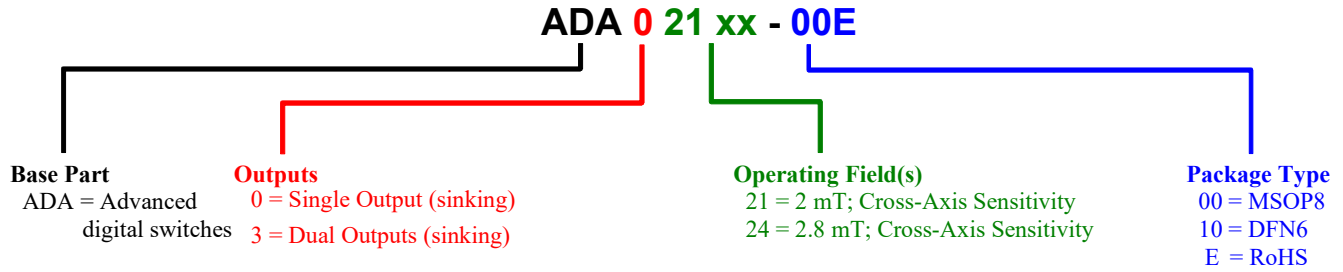 ADA 0 21 xx - 00E
Base Part
ADA = Advanced
digital switches
Outputs
0 = Single Output (sinking)
3 = Dual Outputs (sinking)
Operating Field(s)
21 = 2 mT; Cross-Axis Sensitivity
24 = 2.8 mT; Cross-Axis Sensitivity
Package Type
00 = MSOP8
10 = DFN6
E = RoHS